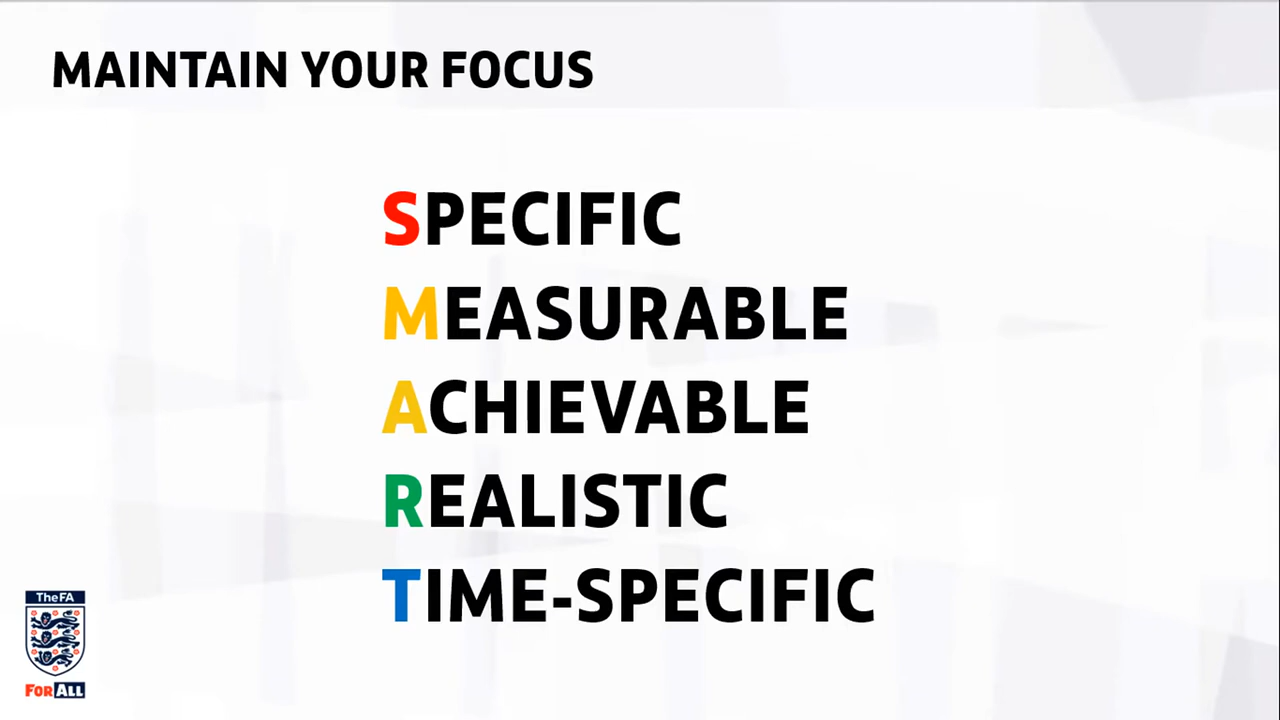 MAINTAIN YOUR FOCUS
SPECIFIC
MEASURABLE
ACHIEVABLE
REALISTIC
TIME-SPECIFIC
TheFA
FORALL